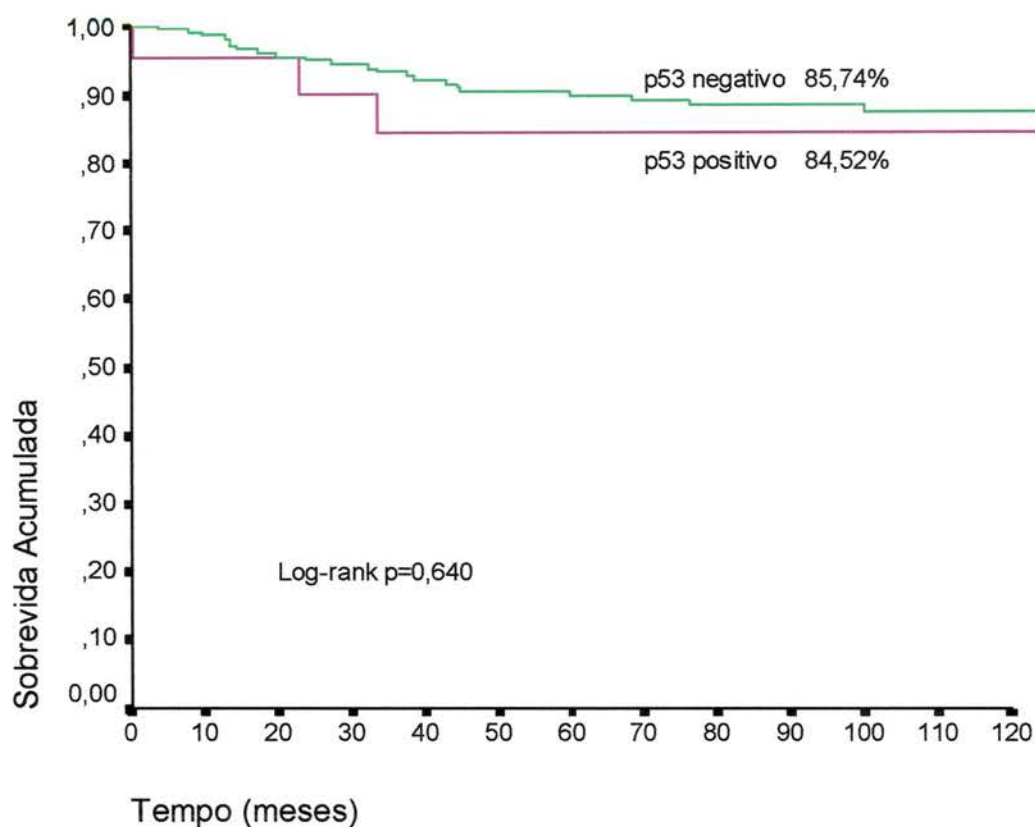 1,00
,90
,80
,70
,60
,50
,40
,30
,20
,10
0,00
Sobrevida Acumulada
p53 negativo 85,74%
p53 positivo 84,52%
Log-rank p=0,640
0 10 20 30 40 50 60 70 80 90 100 110 120
Tempo (meses)